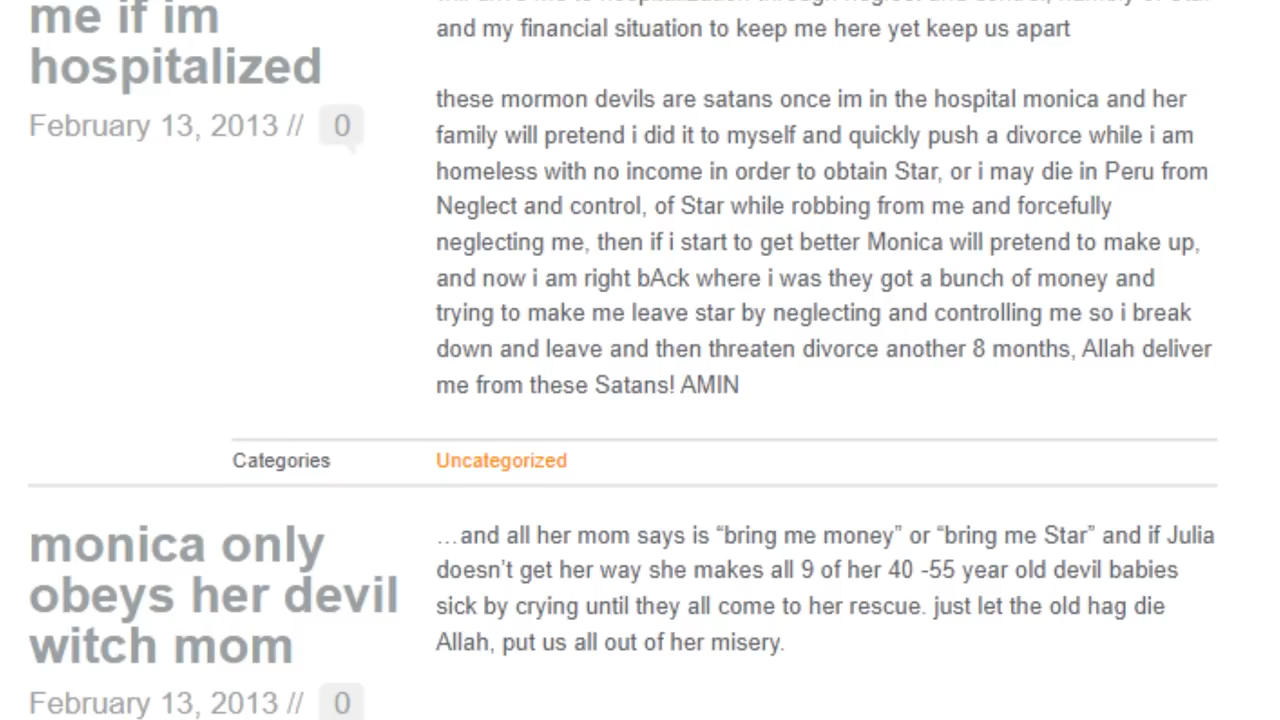 me if im
hospitalized
February 13, 2013 // 0
and my financial situation to keep me here yet keep us apart
these mormon devils are satans once im in the hospital monica and her
family will pretend i did it to myself and quickly push a divorce while i am
homeless with no income in order to obtain Star, or i may die in Peru from
Neglect and control, of Star while robbing from me and forcefully
neglecting me, then if i start to get better Monica will pretend to make up,
and now i am right bAck where i was they got a bunch of money and
trying to make me leave star by neglecting and controlling me so i break
down and leave and then threaten divorce another 8 months, Allah deliver
me from these Satans! AMIN
Categories Uncategorized
monica only
obeys her devil
witch mom
February 13, 2013 // 0
…and all her mom says is “bring me money” or “bring me Star” and if Julia
doesn’t get her way she makes all 9 of her 40 -55 year old devil babies
sick by crying until they all come to her rescue. just let the old hag die
Allah, put us all out of her misery.